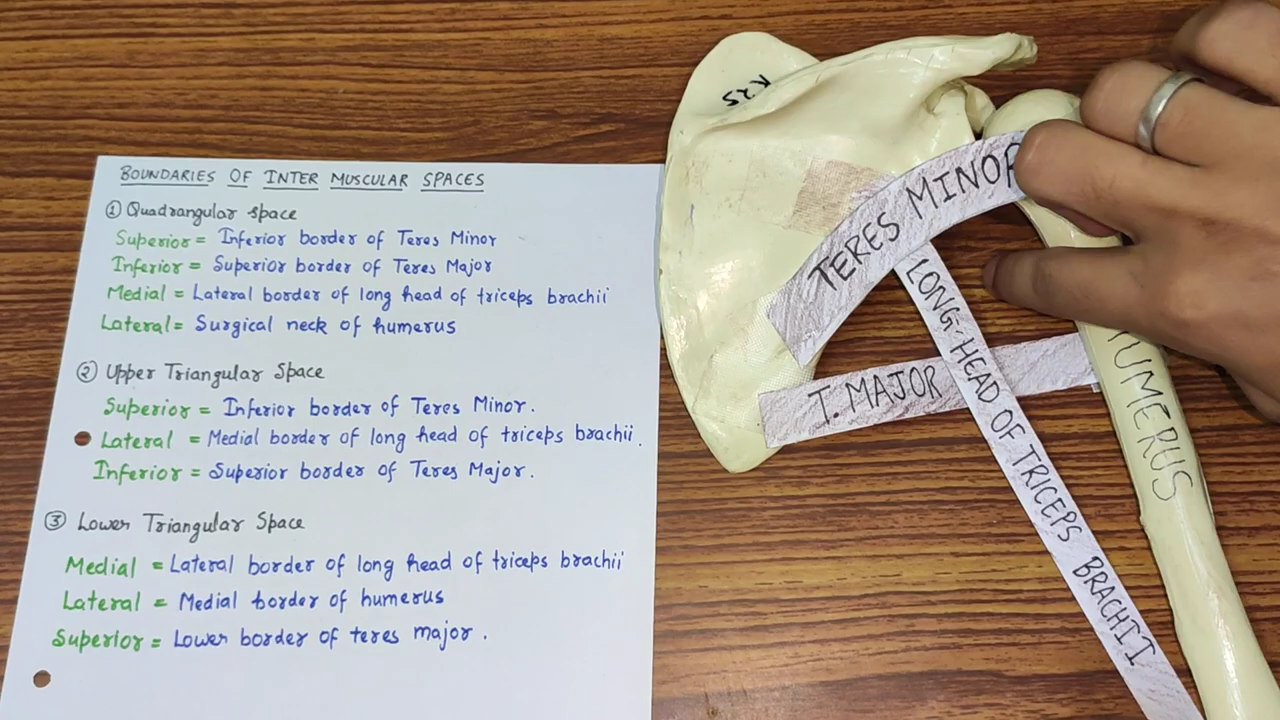 BOUNDARIES OF INTER MUSCULAR SPACES
① Quadrangular space
Superior = Inferior border of Teres Minor
Inferior = Superior border of Teres Major
Medial = Lateral border of long head of triceps brachii
Lateral = Surgical neck of humerus
② Upper Triangular Space
Superior = Inferior border of Teres Minor.
Lateral = Medial border of long head of triceps brachii.
Inferior = Superior border of Teres Major.
③ Lower Triangular Space
Medial = Lateral border of long head of triceps brachii
Lateral = Medial border of humerus
Superior = Lower border of teres major.
TERES MINOR
T. MAJOR
LONG HEAD OF TRICEPS BRACHII
HUMERUS